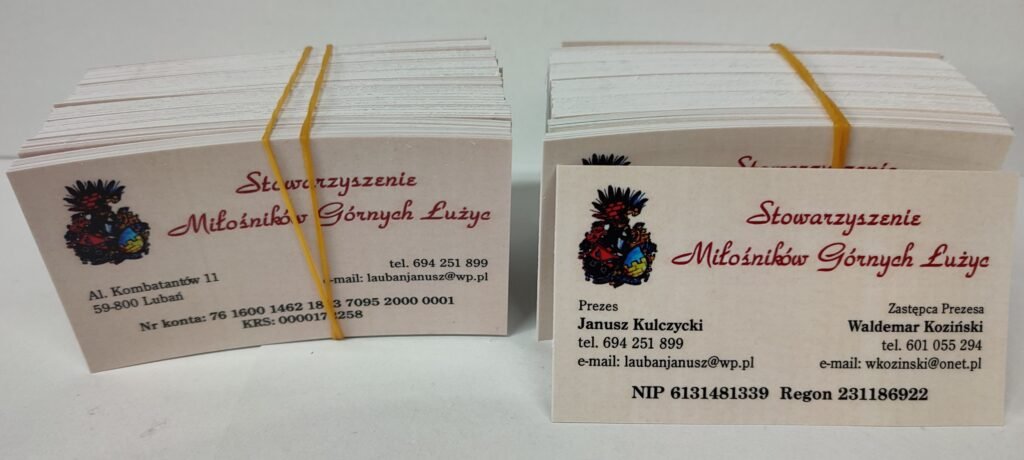 Stowarzyszenie
Miłośników Górnych Łużyc
tel. 694 251 899
e-mail: laubanjanusz@wp.pl
Al. Kombatantów 11
59-800 Lubań
Nr konta: 76 1600 1462 7095 2000 0001
KRS:
Stowarzyszenie
Miłośników Górnych Łużyc
Prezes
Janusz Kulczycki
tel. 694 251 899
e-mail: laubanjanusz@wp.pl
Zastępca Prezesa
Waldemar Koziński
tel. 601 055 294
e-mail: wkozinski@onet.pl
NIP 6131481339 Regon 231186922